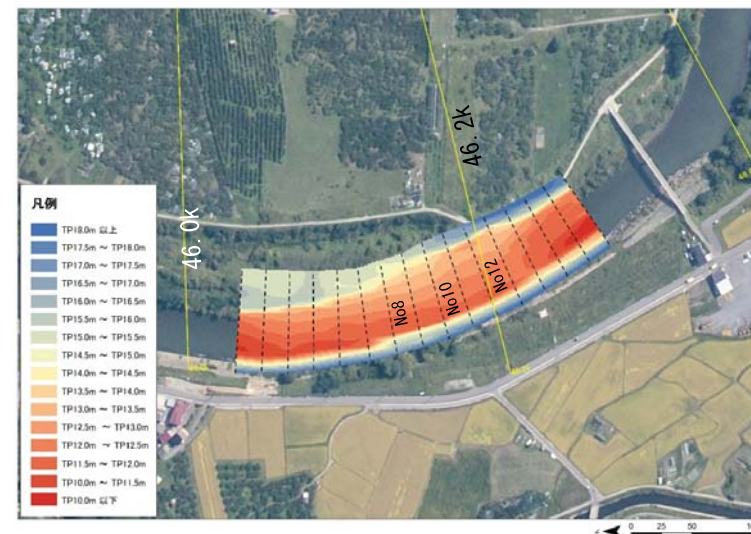 46.0k
46.2k
凡例
TP18.0m 以上
TP17.5m ～ TP18.0m
TP17.0m ～ TP17.5m
TP16.5m ～ TP17.0m
TP16.0m ～ TP16.5m
TP15.5m ～ TP16.0m
TP15.0m ～ TP15.5m
TP14.5m ～ TP15.0m
TP14.0m ～ TP14.5m
TP13.5m ～ TP14.0m
TP13.0m ～ TP13.5m
TP12.5m ～ TP13.0m
TP12.0m ～ TP12.5m
TP11.5m ～ TP12.0m
TP10.0m ～ TP11.5m
TP10.0m 以下
No8
No10
No12
0 25 50